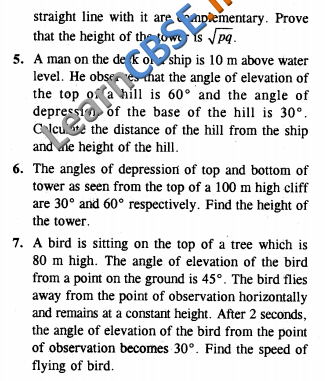 straight line with it are complementary. Prove
that the height of the tower is √pq.
5. A man on the deck of a ship is 10 m above water
level. He observes that the angle of elevation of
the top of a hill is 60° and the angle of
depression of the base of the hill is 30°.
Calculate the distance of the hill from the ship
and the height of the hill.
6. The angles of depression of top and bottom of
tower as seen from the top of a 100 m high cliff
are 30° and 60° respectively. Find the height of
the tower.
7. A bird is sitting on the top of a tree which is
80 m high. The angle of elevation of the bird
from a point on the ground is 45°. The bird flies
away from the point of observation horizontally
and remains at a constant height. After 2 seconds,
the angle of elevation of the bird from the point
of observation becomes 30°. Find the speed of
flying of bird.
LearnCBSE.in